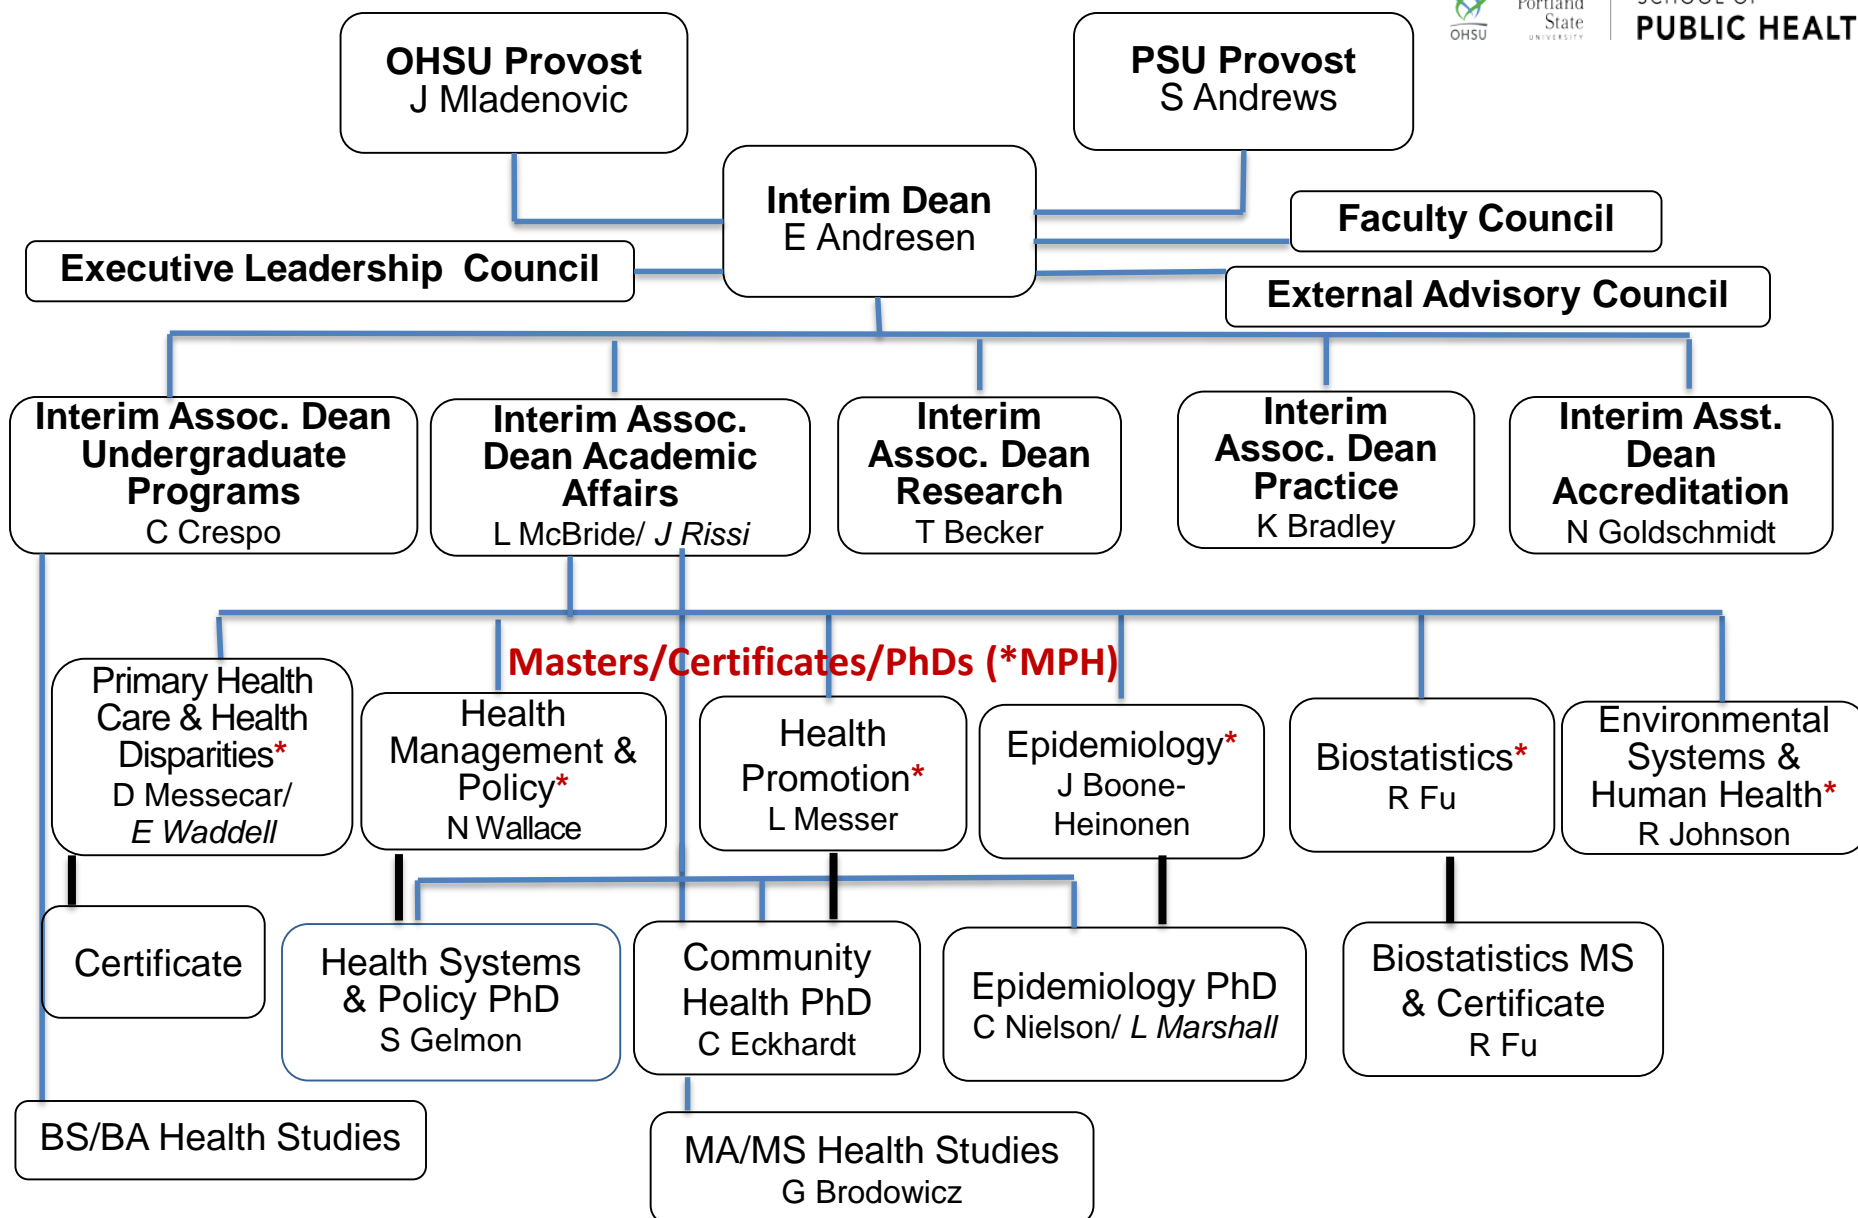 OHSU
Portland
State
UNIVERSITY
SCHOOL OF
PUBLIC HEALT
OHSU Provost
J Mladenovic
PSU Provost
S Andrews
Interim Dean
E Andresen
Faculty Council
Executive Leadership Council
External Advisory Council
Interim Assoc. Dean
Undergraduate
Programs
C Crespo
Interim Assoc.
Dean Academic
Affairs
L McBride/ J Rissi
Interim
Assoc. Dean
Research
T Becker
Interim
Assoc. Dean
Practice
K Bradley
Interim Asst.
Dean
Accreditation
N Goldschmidt
Masters/Certificates/PhDs (*MPH)
Primary Health
Care & Health
Disparities*
D Messecar/
E Waddell
Health
Management &
Policy*
N Wallace
Health
Promotion*
L Messer
Epidemiology*
J Boone-
Heinonen
Biostatistics*
R Fu
Environmental
Systems &
Human Health*
R Johnson
Certificate
Health Systems
& Policy PhD
S Gelmon
Community
Health PhD
C Eckhardt
Epidemiology PhD
C Nielson/ L Marshall
Biostatistics MS
& Certificate
R Fu
BS/BA Health Studies
MA/MS Health Studies
G Brodowicz